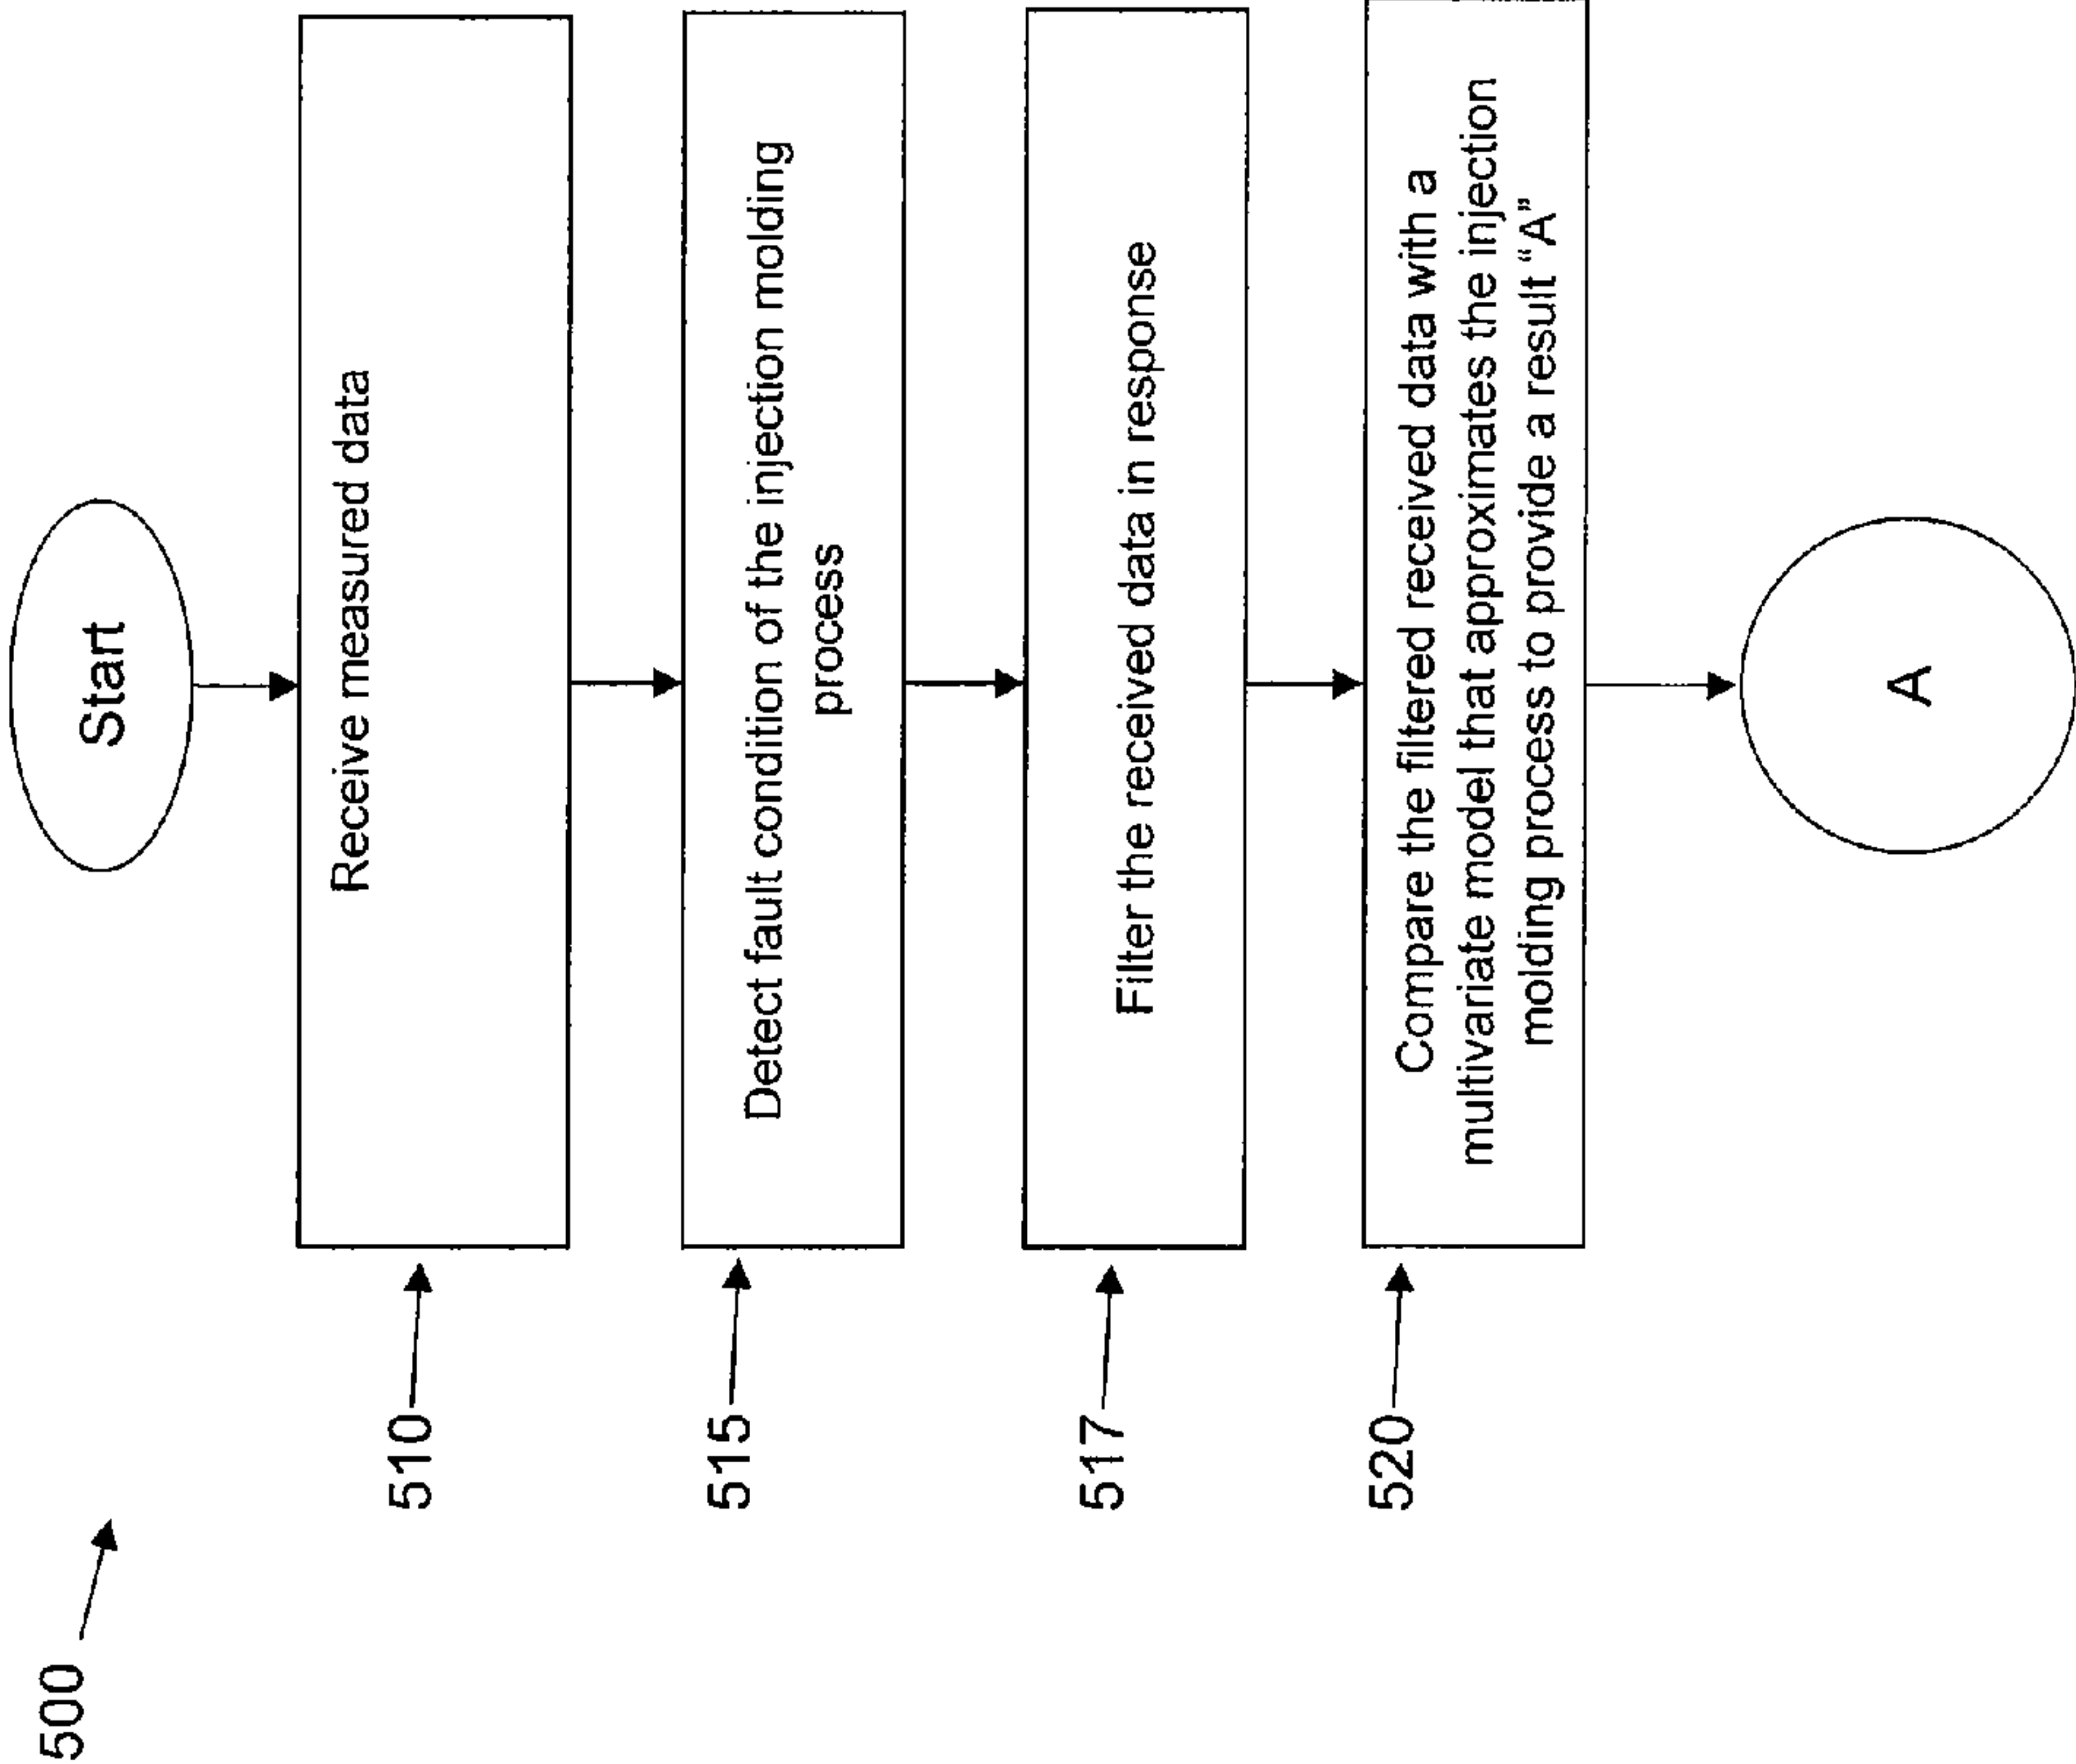 500
Start
510
Receive measured data
515
Detect fault condition of the injection molding
process
517
Filter the received data in response
520
Compare the filtered received data with a
multivariate model that approximates the injection
molding process to provide a result “A”
A